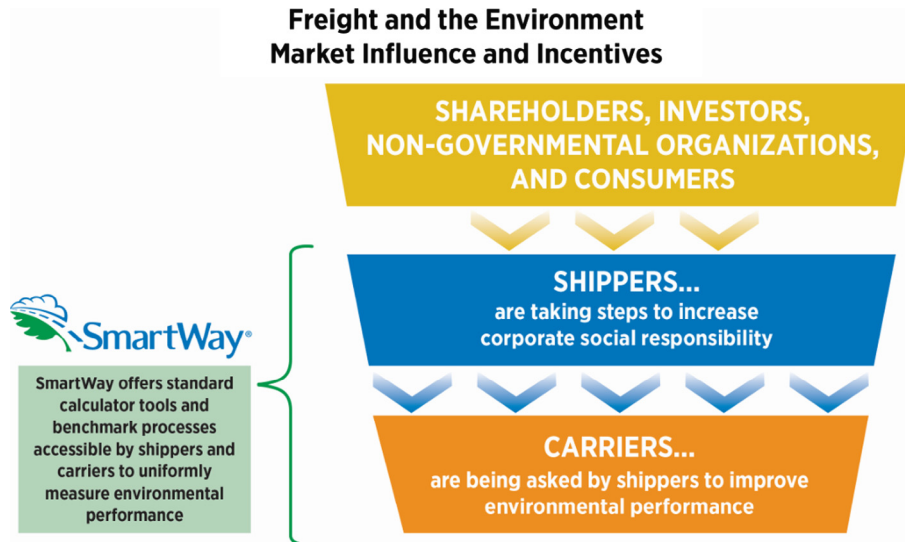 Freight and the Environment
Market Influence and Incentives
SHAREHOLDERS, INVESTORS,
NON-GOVERNMENTAL ORGANIZATIONS,
AND CONSUMERS
SHIPPERS...
are taking steps to increase
corporate social responsibility
SmartWay®
SmartWay offers standard
calculator tools and
benchmark processes
accessible by shippers and
carriers to uniformly
measure environmental
performance
CARRIERS...
are being asked by shippers to improve
environmental performance